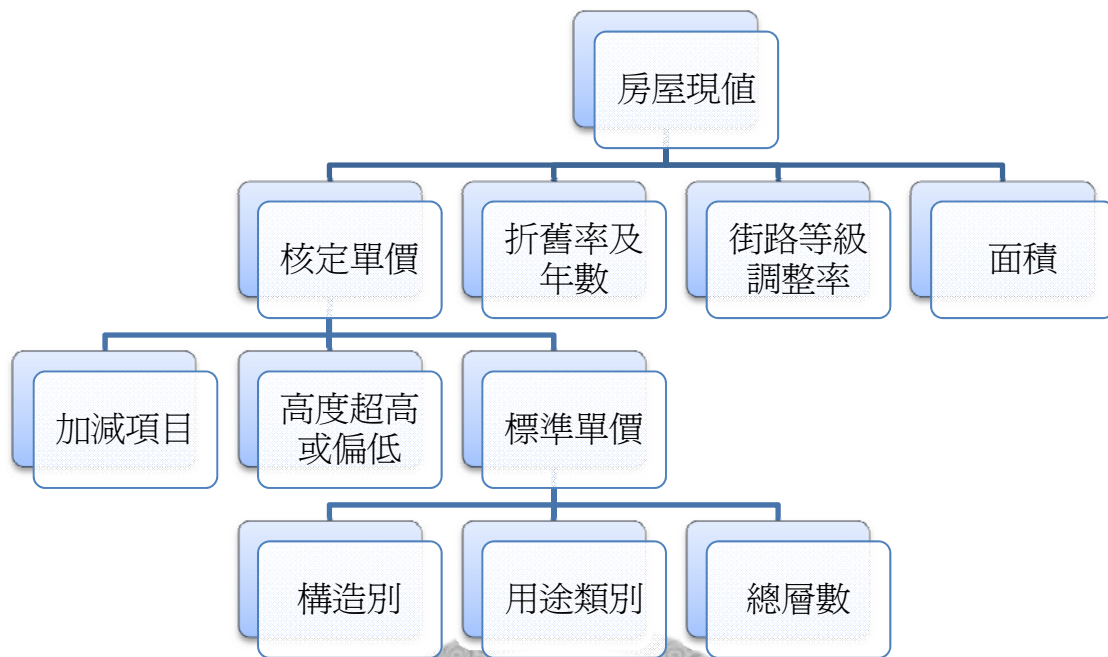 房屋現值
核定單價
折舊率及
年數
街路等級
調整率
面積
加減項目
高度超高
或偏低
標準單價
構造別
用途類別
總層數